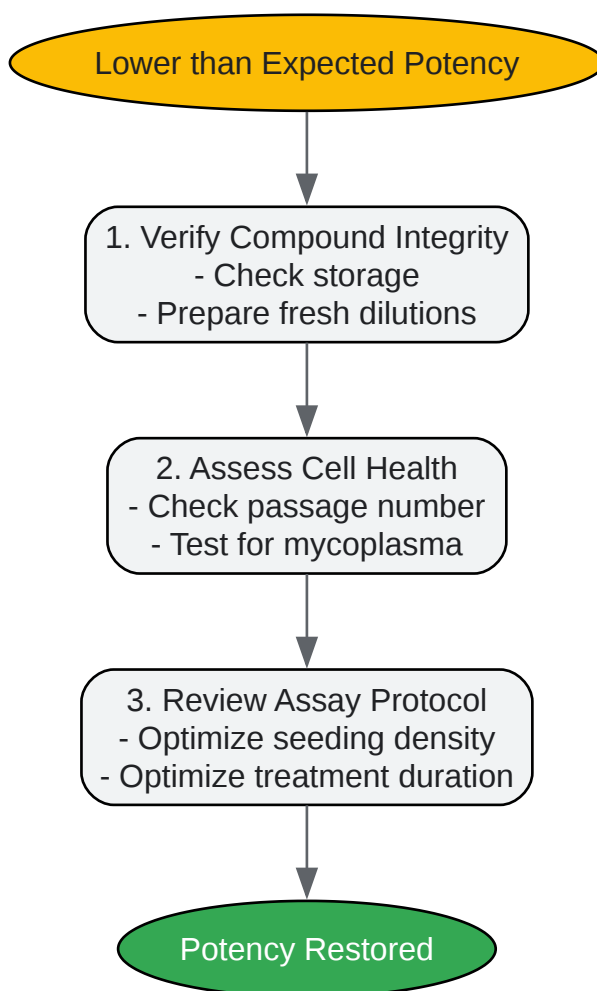 Lower than Expected Potency
1. Verify Compound Integrity
- Check storage
- Prepare fresh dilutions
2. Assess Cell Health
- Check passage number
- Test for mycoplasma
3. Review Assay Protocol
- Optimize seeding density
- Optimize treatment duration
Potency Restored